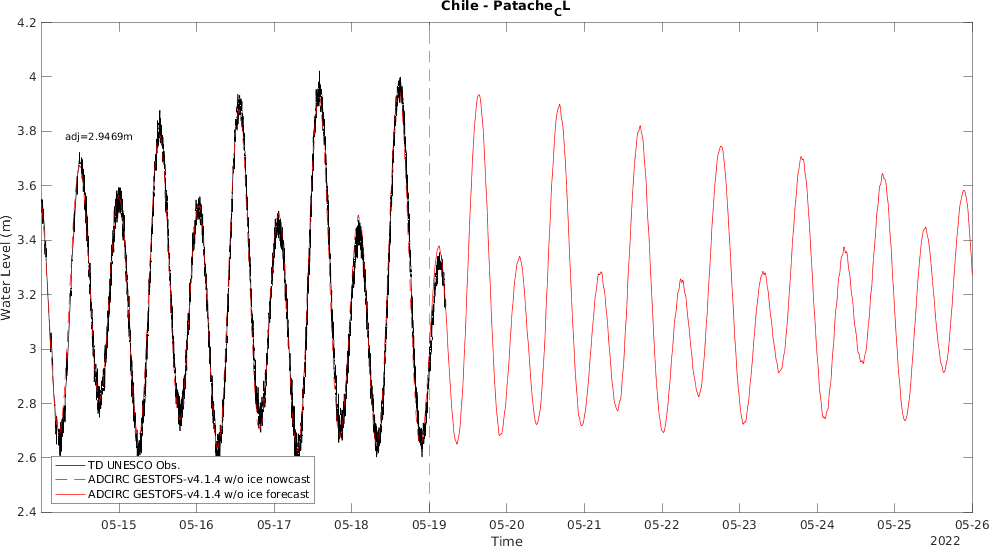 Chile - Patache_CL
4.2
4
3.8
3.6
3.4
3.2
3
2.8
2.6
2.4
Water Level (m)
adj=2.9469m
TD UNESCO Obs.
ADCIRC GESTOFS-v4.1.4 w/o ice nowcast
ADCIRC GESTOFS-v4.1.4 w/o ice forecast
05-15 05-16 05-17 05-18 05-19 05-20 05-21 05-22 05-23 05-24 05-25 05-26
Time
2022